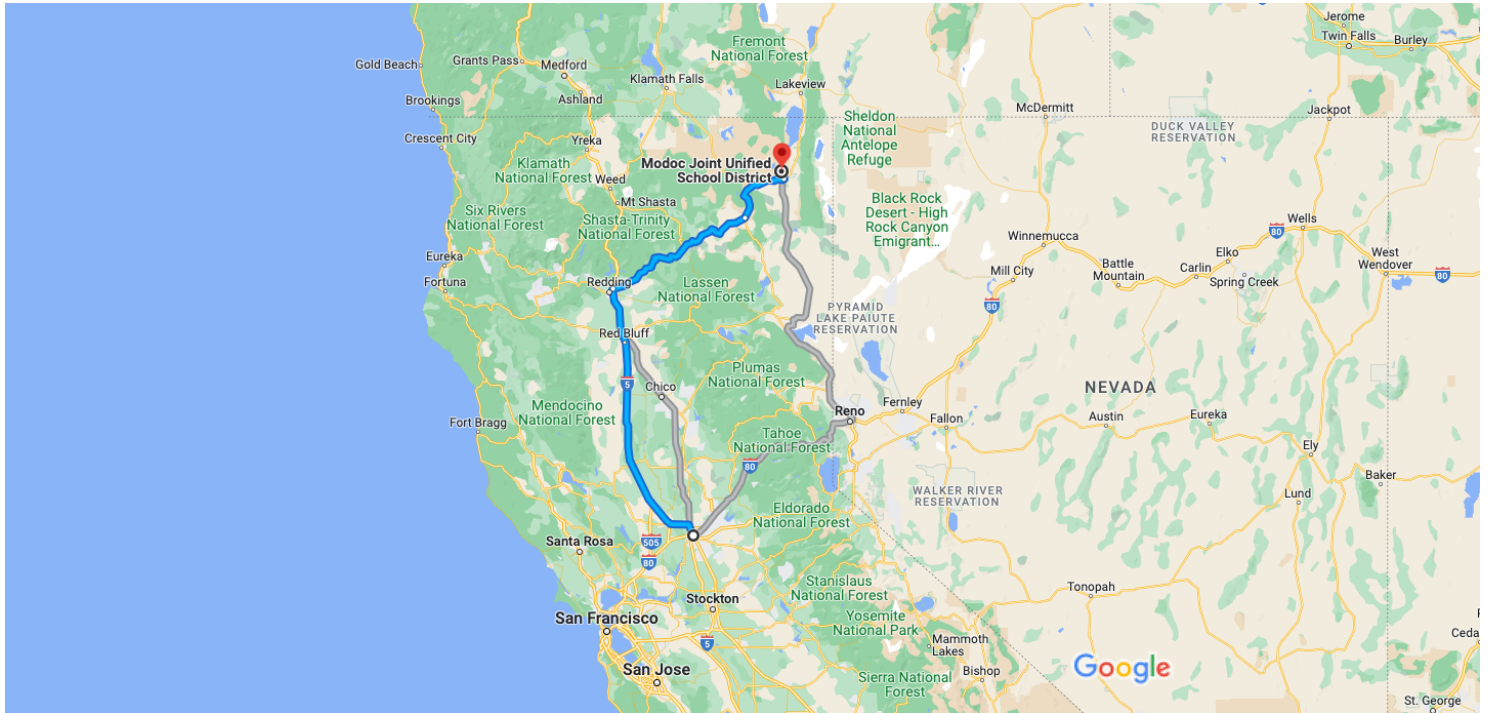 Jerome
Twin Falls
Burley
Fremont
National Forest
Gold Beach
Grants Pass
Medford
Klamath Falls
Lakeview
Ashland
Brookings
McDermitt
Jackpot
Crescent City
Yreka
Sheldon
National
Antelope
Refuge
DUCK VALLEY
RESERVATION
Klamath
National Forest
Weed
Modoc Joint Unified
School District
Mt Shasta
Six Rivers
National Forest
Shasta-Trinity
National Forest
Black Rock
Desert - High
Rock Canyon
Emigrant...
Wells
80
Winnemucca
Elko
West
Wendover
Eureka
Fortuna
Battle
Mountain
Carlin
Spring Creek
80
Mill City
Redding
Lassen
National Forest
80
PYRAMID
LAKE PAIUTE
RESERVATION
Red Bluff
Plumas
National Forest
5
Chico
NEVADA
Mendocino
National Forest
Reno
Fernley
Fallon
Austin
Eureka
Fort Bragg
Tahoe
National Forest
Ely
80
Baker
WALKER RIVER
RESERVATION
Lund
Eldorado
National Forest
Santa Rosa
505
80
Stanislaus
National Forest
Tonopah
Stockton
Yosemite
National Park
San Francisco
5
Mammoth
Lakes
Ceda
San Jose
Google
Bishop
Sierra National
Forest
St. George